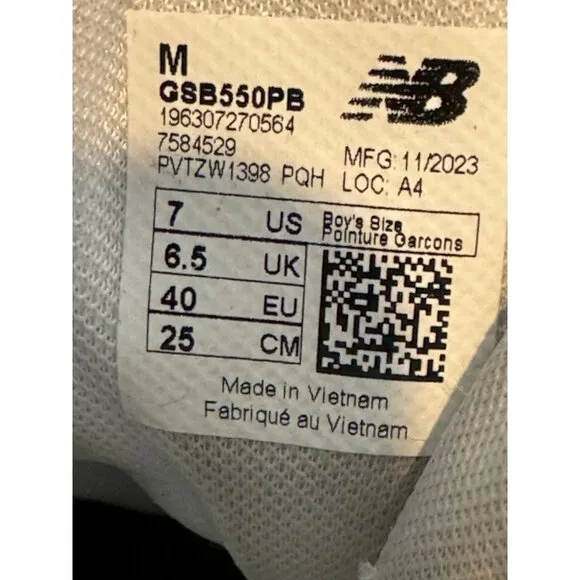 M
NB
GSB550PB
196307270564
7584529
MFG: 11/2023
PVTZW1398 PQH
LOC: A4
7 US Boy's Size
Pointure Garcons
6.5 UK
40 EU
25 CM
Made in Vietnam
Fabriqué au Vietnam